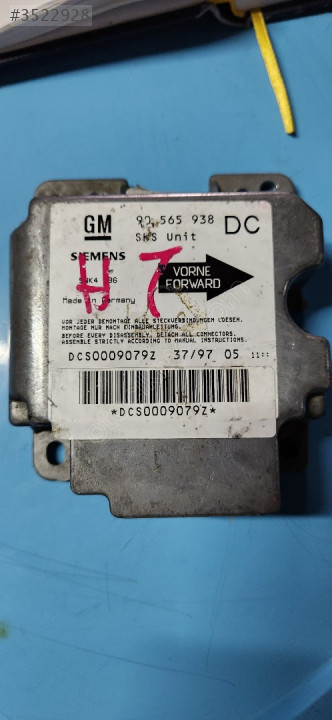 #3522928
GM 90 565 938 DC
SRS Unit
SIEMENS
VORNE
FORWARD
H 7
Made in Germany
VOR JEDER DEMONTAGE ALLE STECKVERBINDUNGEN LÖESEN.
MONTAGE NUR NACH EINBAUANLEITUNG.
BEFORE EVERY DISASSEMBLY, DETACH ALL CONNECTORS.
ASSEMBLE STRICTLY ACCORDING TO MANUAL INSTRUCTIONS.
DCS0009079Z 37/97 05
*DCS0009079Z*